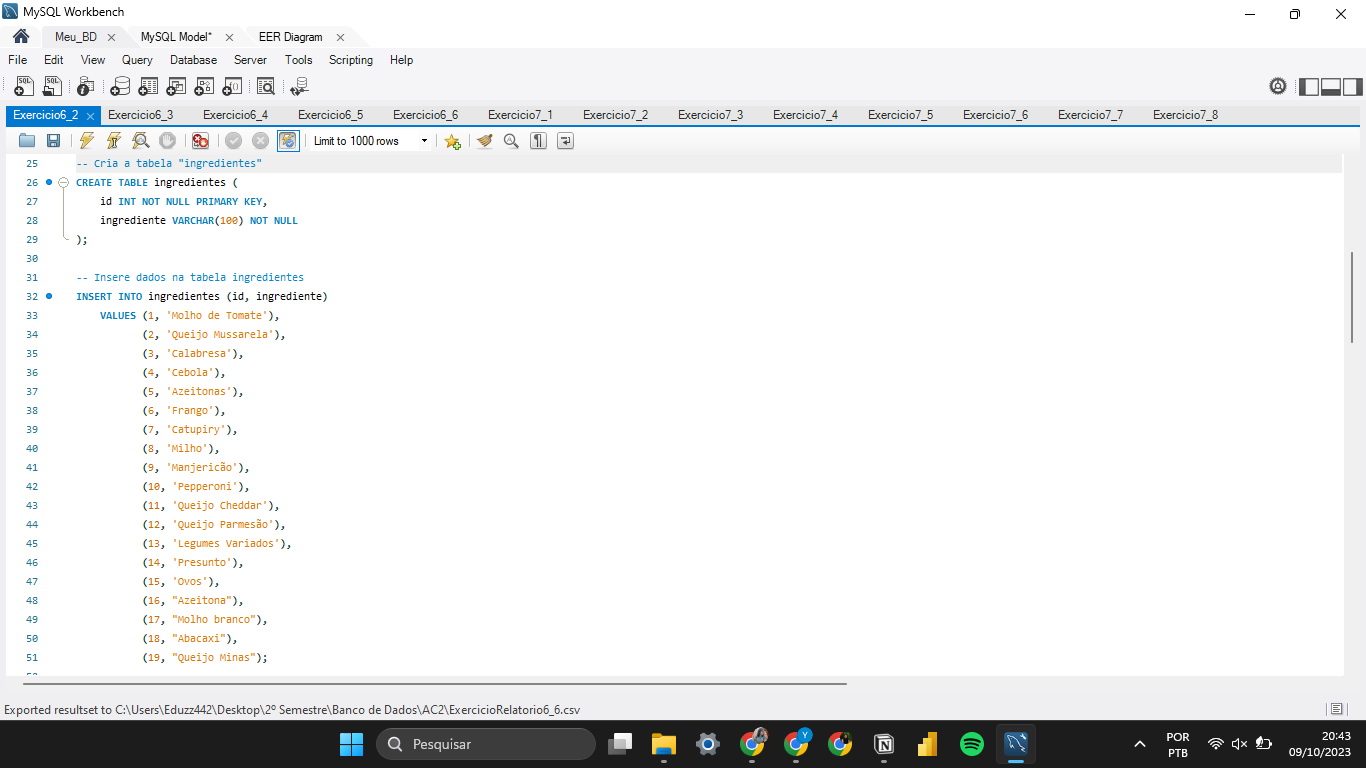 MySQL Workbench
Meu_BD MySQL Model* EER Diagram
File Edit View Query Database Server Tools Scripting Help
Exercicio6_2 Exercicio6_3 Exercicio6_4 Exercicio6_5 Exercicio6_6 Exercicio7_1 Exercicio7_2 Exercicio7_3 Exercicio7_4 Exercicio7_5 Exercicio7_6 Exercicio7_7 Exercicio7_8
Limit to 1000 rows
25 -- Cria a tabela "ingredientes"
26 CREATE TABLE ingredientes (
27 id INT NOT NULL PRIMARY KEY,
28 ingrediente VARCHAR(100) NOT NULL
29 );
30
31 -- Insere dados na tabela ingredientes
32 INSERT INTO ingredientes (id, ingrediente)
33 VALUES (1, 'Molho de Tomate'),
34 (2, 'Queijo Mussarela'),
35 (3, 'Calabresa'),
36 (4, 'Cebola'),
37 (5, 'Azeitonas'),
38 (6, 'Frango'),
39 (7, 'Catupiry'),
40 (8, 'Milho'),
41 (9, 'Manjericão'),
42 (10, 'Pepperoni'),
43 (11, 'Queijo Cheddar'),
44 (12, 'Queijo Parmesão'),
45 (13, 'Legumes Variados'),
46 (14, 'Presunto'),
47 (15, 'Ovos'),
48 (16, "Azeitona"),
49 (17, "Molho branco"),
50 (18, "Abacaxi"),
51 (19, "Queijo Minas");
Exported resultset to C:\Users\Eduzz442\Desktop\2º Semestre\Banco de Dados\AC2\ExercicioRelatorio6_6.csv
Pesquisar
POR
PTB
20:43
09/10/2023